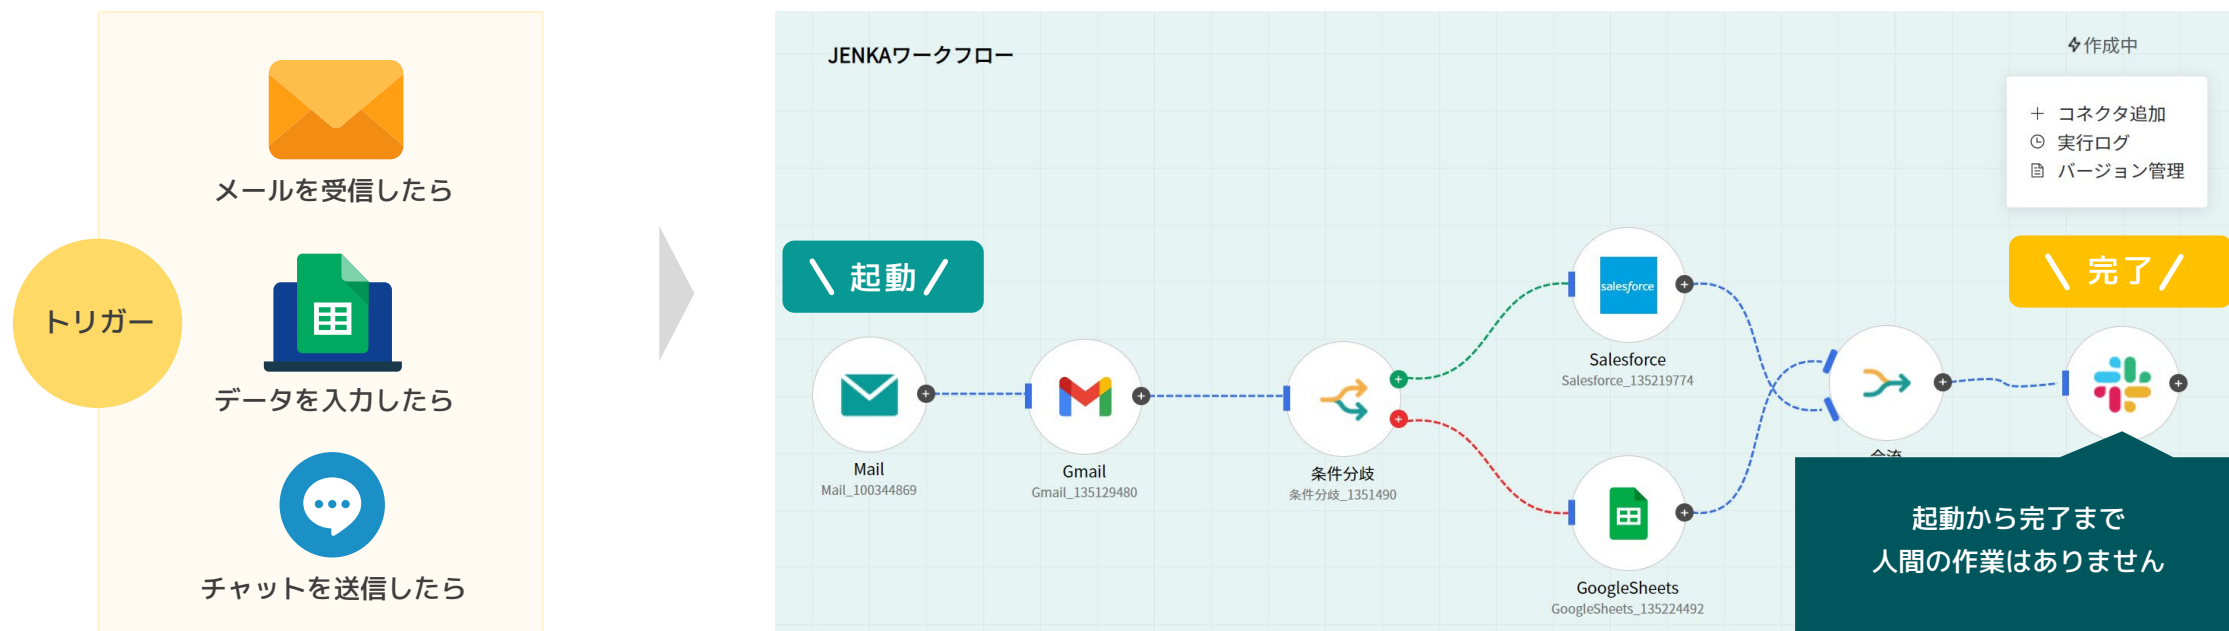 メールを受信したら
トリガー
データを入力したら
チャットを送信したら
JENKAワークフロー
作成中
コネクタ追加
実行ログ
バージョン管理
起動
完了
Mail
Mail_100344869
Gmail
Gmail_135129480
条件分岐
条件分歧_1351490
salesforce
Salesforce
Salesforce_135219774
GoogleSheets
GoogleSheets_135224492
合流
起動から完了まで
人間の作業はありません